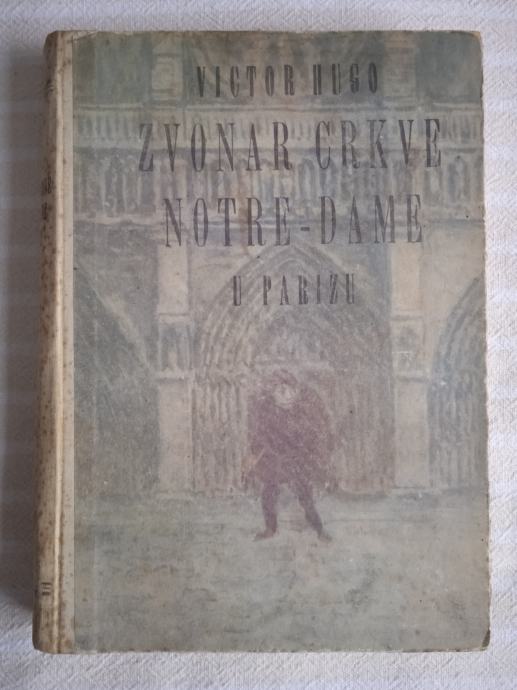 VICTOR HUGO
ZVONAR CRKVE
NOTRE-DAME
U PARIZU